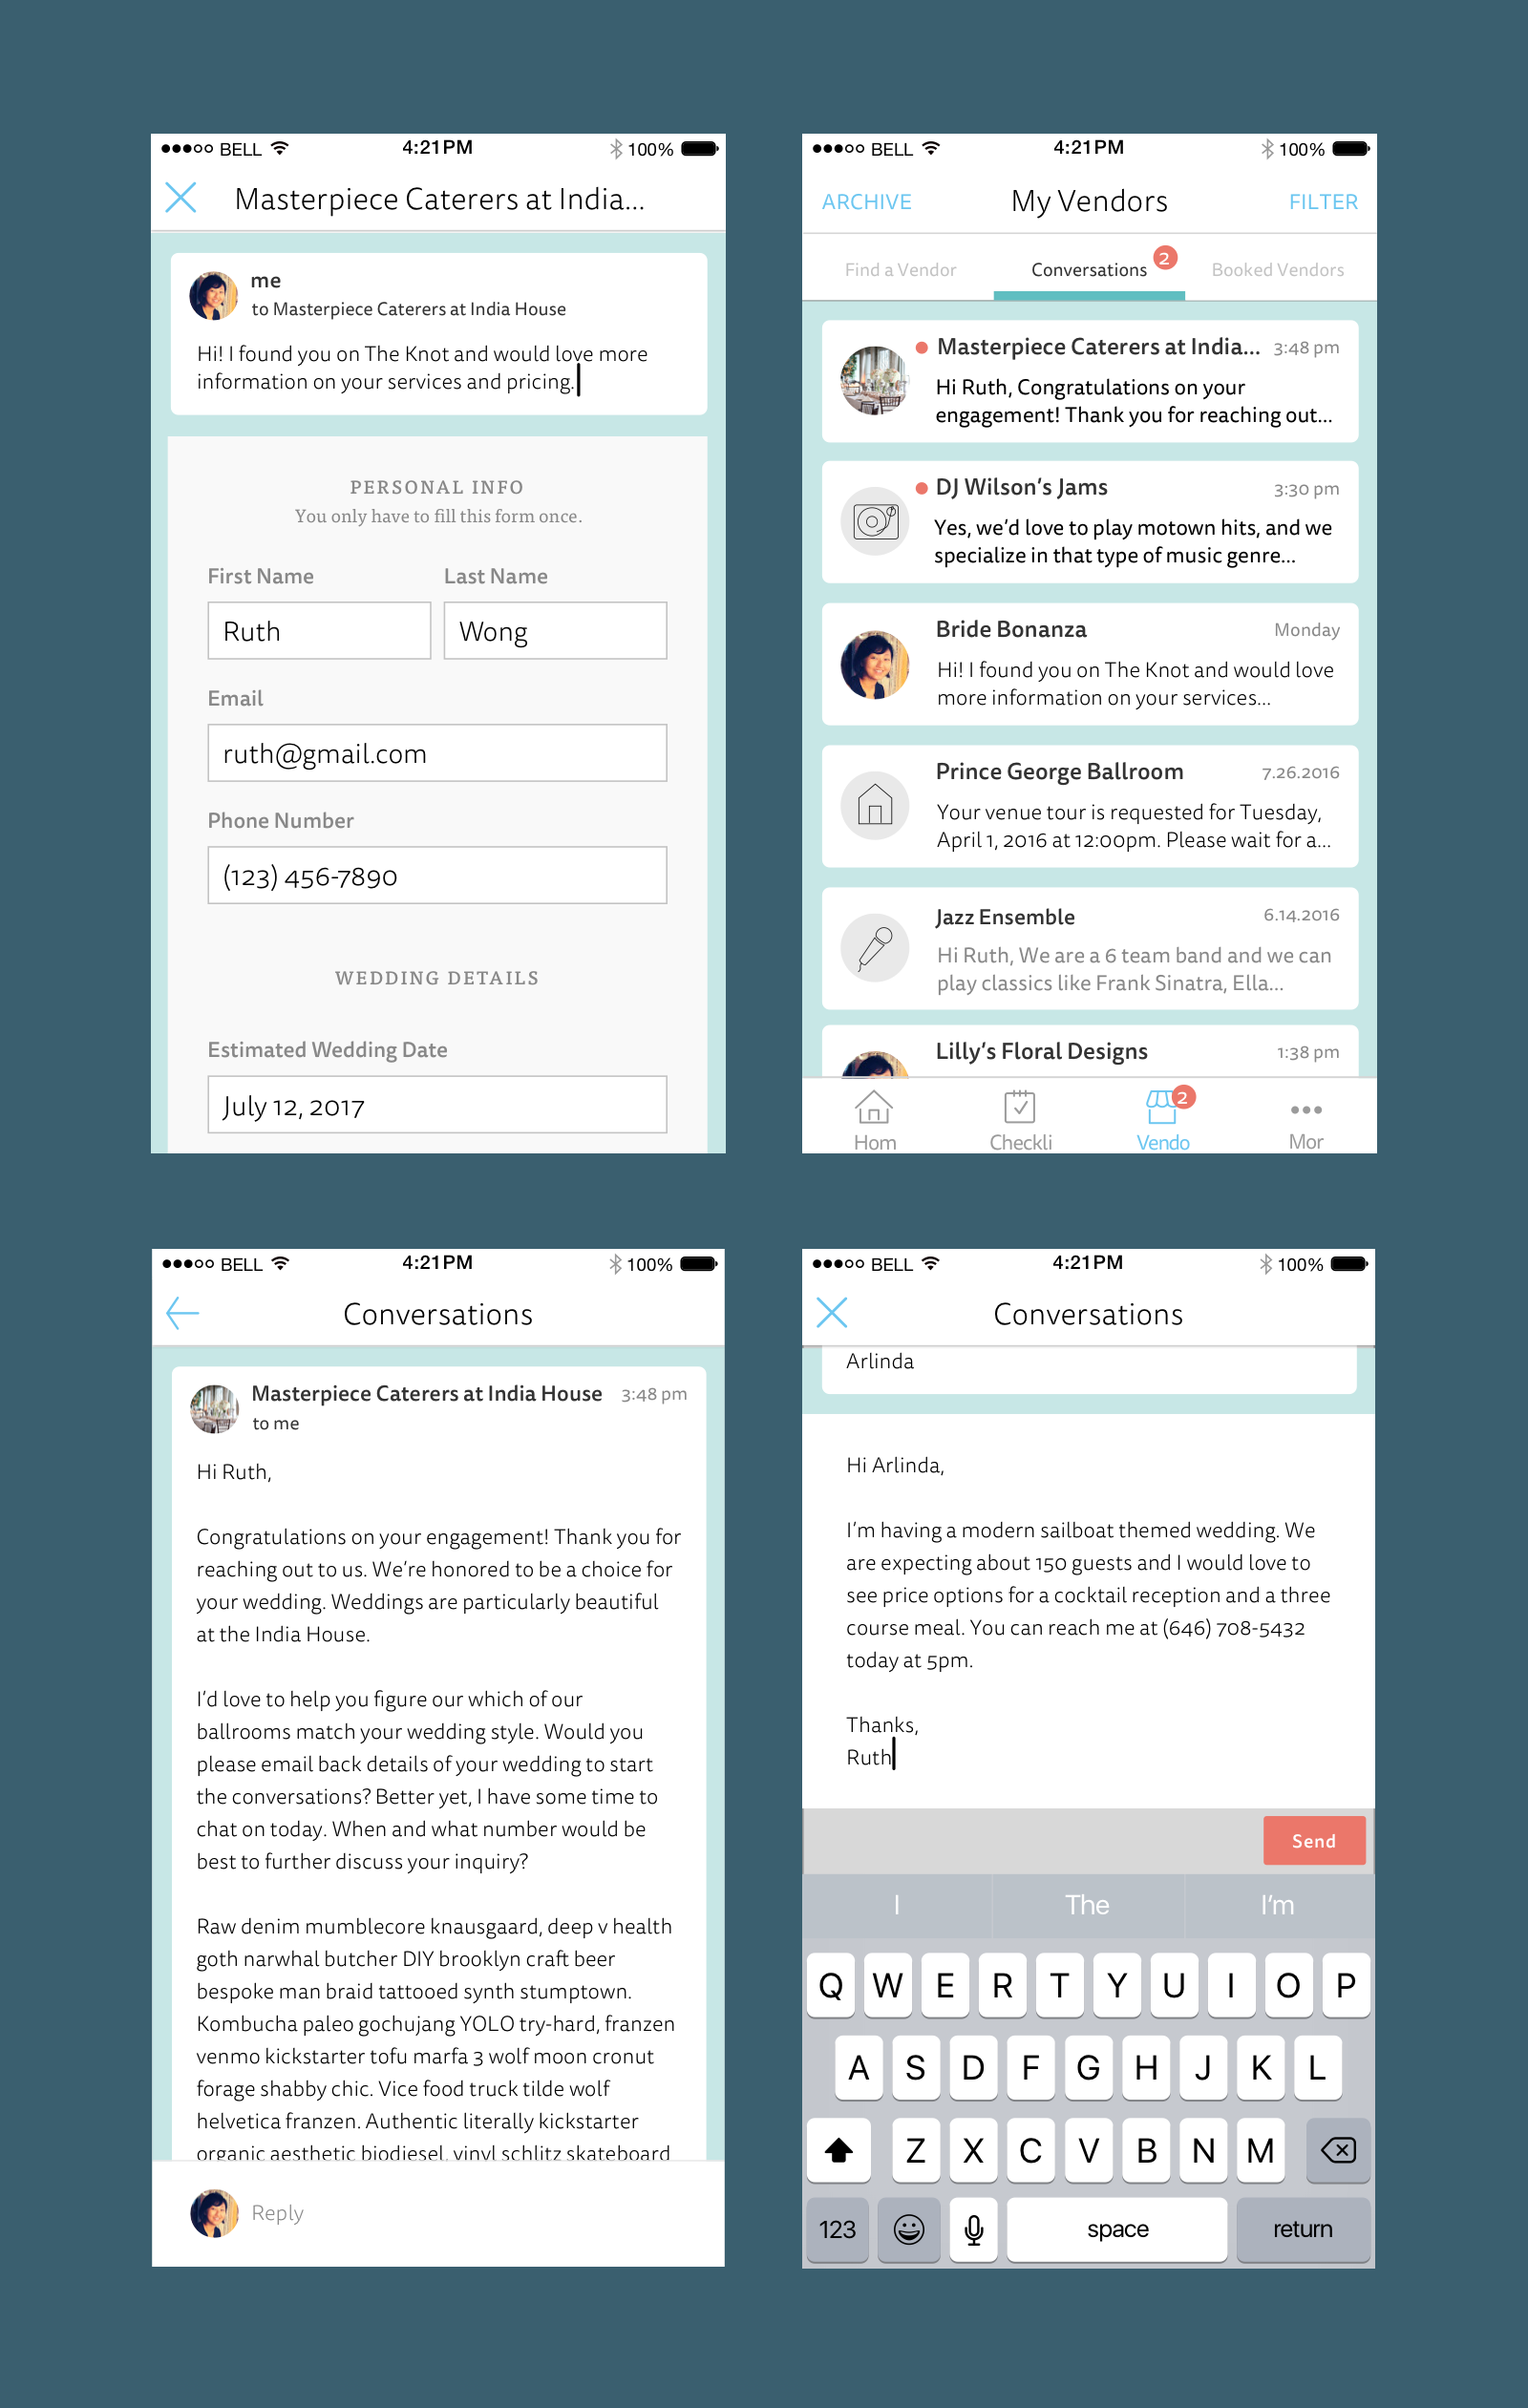 BELL 4:21PM 100%
Masterpiece Caterers at India...
me
to Masterpiece Caterers at India House
Hi! I found you on The Knot and would love more
information on your services and pricing.
PERSONAL INFO
You only have to fill this form once.
First Name Last Name
Ruth Wong
Email
ruth@gmail.com
Phone Number
(123) 456-7890
WEDDING DETAILS
Estimated Wedding Date
July 12, 2017
BELL 4:21PM 100%
ARCHIVE My Vendors FILTER
Find a Vendor Conversations 2 Booked Vendors
Masterpiece Caterers at India... 3:48 pm
Hi Ruth, Congratulations on your
engagement! Thank you for reaching out...
DJ Wilson's Jams 3:30 pm
Yes, we'd love to play motown hits, and we
specialize in that type of music genre...
Bride Bonanza Monday
Hi! I found you on The Knot and would love
more information on your services...
Prince George Ballroom 7.26.2016
Your venue tour is requested for Tuesday,
April 1, 2016 at 12:00pm. Please wait for a...
Jazz Ensemble 6.14.2016
Hi Ruth, We are a 6 team band and we can
play classics like Frank Sinatra, Ella...
Lilly's Floral Designs 1:38 pm
2
Hom Checkli Vendo Mor
BELL 4:21PM 100%
Conversations
Masterpiece Caterers at India House 3:48 pm
to me
Hi Ruth,
Congratulations on your engagement! Thank you for
reaching out to us. We're honored to be a choice for
your wedding. Weddings are particularly beautiful
at the India House.
I'd love to help you figure our which of our
ballrooms match your wedding style. Would you
please email back details of your wedding to start
the conversations? Better yet, I have some time to
chat on today. When and what number would be
best to further discuss your inquiry?
Raw denim mumblecore knausgaard, deep v health
goth narwhal butcher DIY brooklyn craft beer
bespoke man braid tattooed synth stumptown.
Kombucha paleo gochujang YOLO try-hard, franzen
venmo kickstarter tofu marfa 3 wolf moon cronut
forage shabby chic. Vice food truck tilde wolf
helvetica franzen. Authentic literally kickstarter
organic aesthetic biodiesel, vinyl schlitz skateboard
Reply
BELL 4:21PM 100%
Conversations
Arlinda
Hi Arlinda,
I'm having a modern sailboat themed wedding. We
are expecting about 150 guests and I would love to
see price options for a cocktail reception and a three
course meal. You can reach me at (646) 708-5432
today at 5pm.
Thanks,
Ruth
Send
I The I'm
Q W E R T Y U I O P
A S D F G H J K L
Z X C V B N M
123 space return